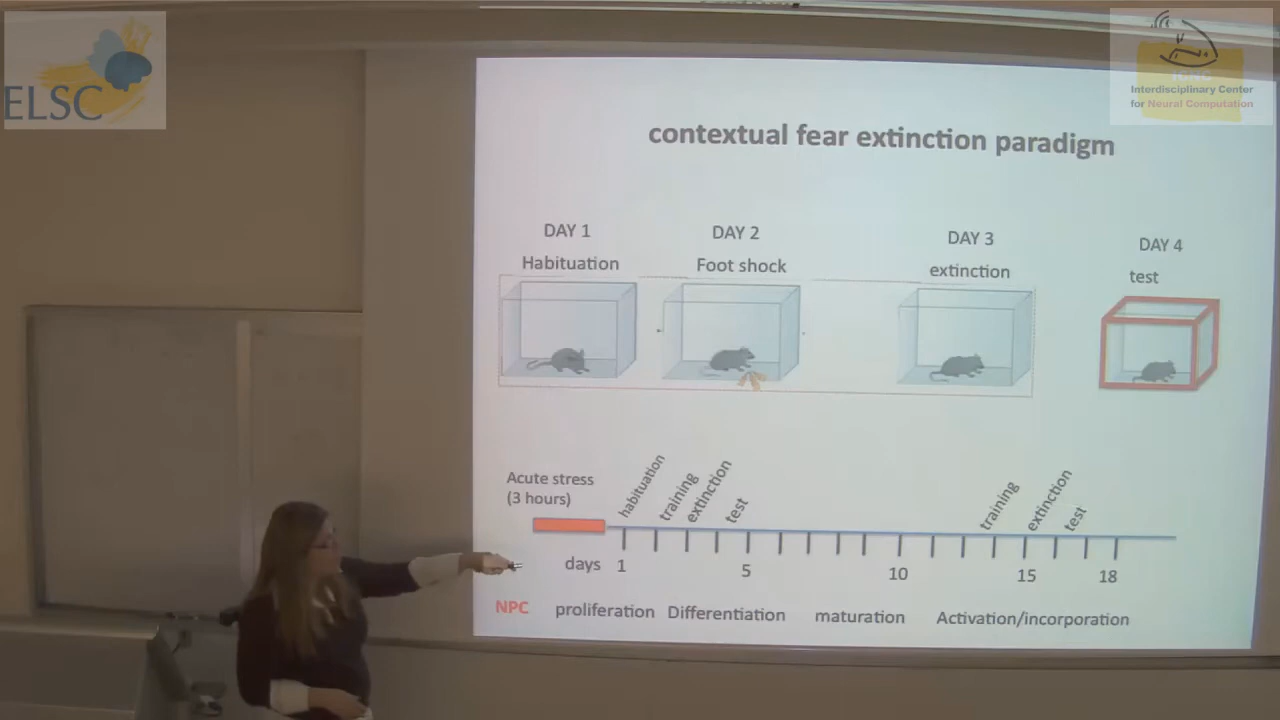 ELSC
Interdisciplinary Center
for Neural Computation
contextual fear extinction paradigm
DAY 1
Habituation
DAY 2
Foot shock
DAY 3
extinction
DAY 4
test
Acute stress
(3 hours)
habituation
training
extinction
test
training
extinction
test
days 1 5 10 15 18
NPC proliferation Differentiation maturation Activation/incorporation